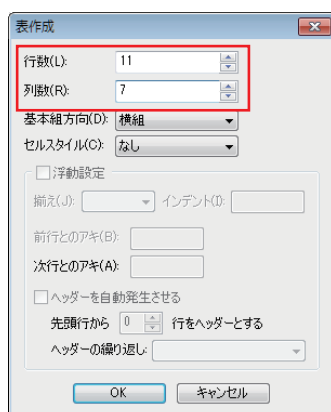 表作成
行数(L): 11
列数(R): 7
基本組方向(D): 横組
セルスタイル(C): なし
浮動設定
揃え(J): インデント(I):
前行とのアキ(B):
次行とのアキ(A):
ヘッダーを自動発生させる
先頭行から 0 行をヘッダーとする
ヘッダーの繰り返し:
OK キャンセル